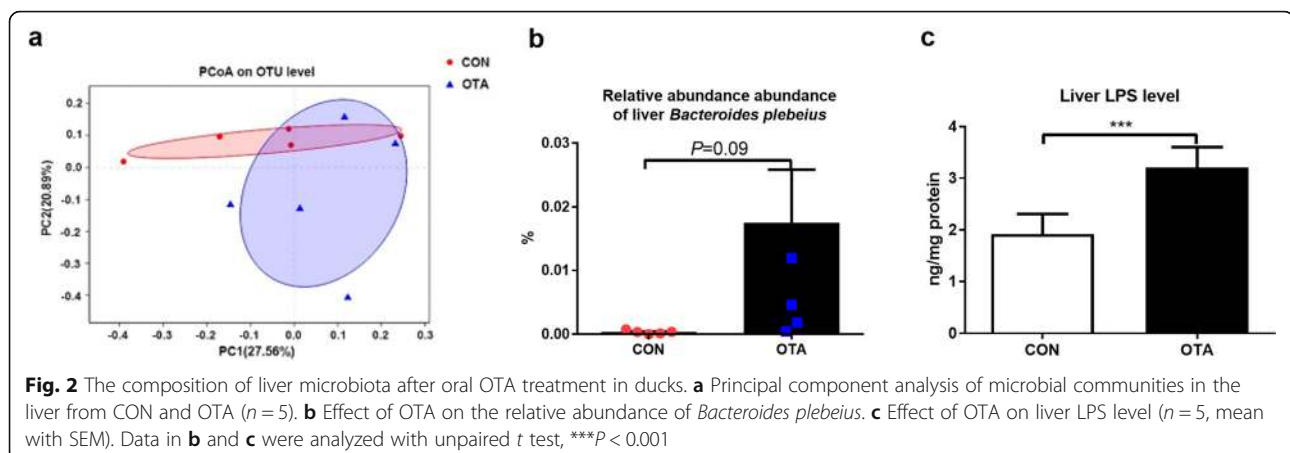 a
PCoA on OTU level
CON
OTA
PC2(20.89%)
0.2
0.1
0.0
-0.1
-0.2
-0.3
-0.4
-0.4 -0.3 -0.2 -0.1 0.0 0.1 0.2 0.3
PC1(27.56%)
b
Relative abundance abundance
of liver Bacteroides plebeius
P=0.09
%
0.03
0.02
0.01
0.00
CON OTA
c
Liver LPS level
***
ng/mg protein
4
3
2
1
0
CON OTA
Fig. 2 The composition of liver microbiota after oral OTA treatment in ducks. a Principal component analysis of microbial communities in the
liver from CON and OTA (n = 5). b Effect of OTA on the relative abundance of Bacteroides plebeius. c Effect of OTA on liver LPS level (n = 5, mean
with SEM). Data in b and c were analyzed with unpaired t test, ***P < 0.001